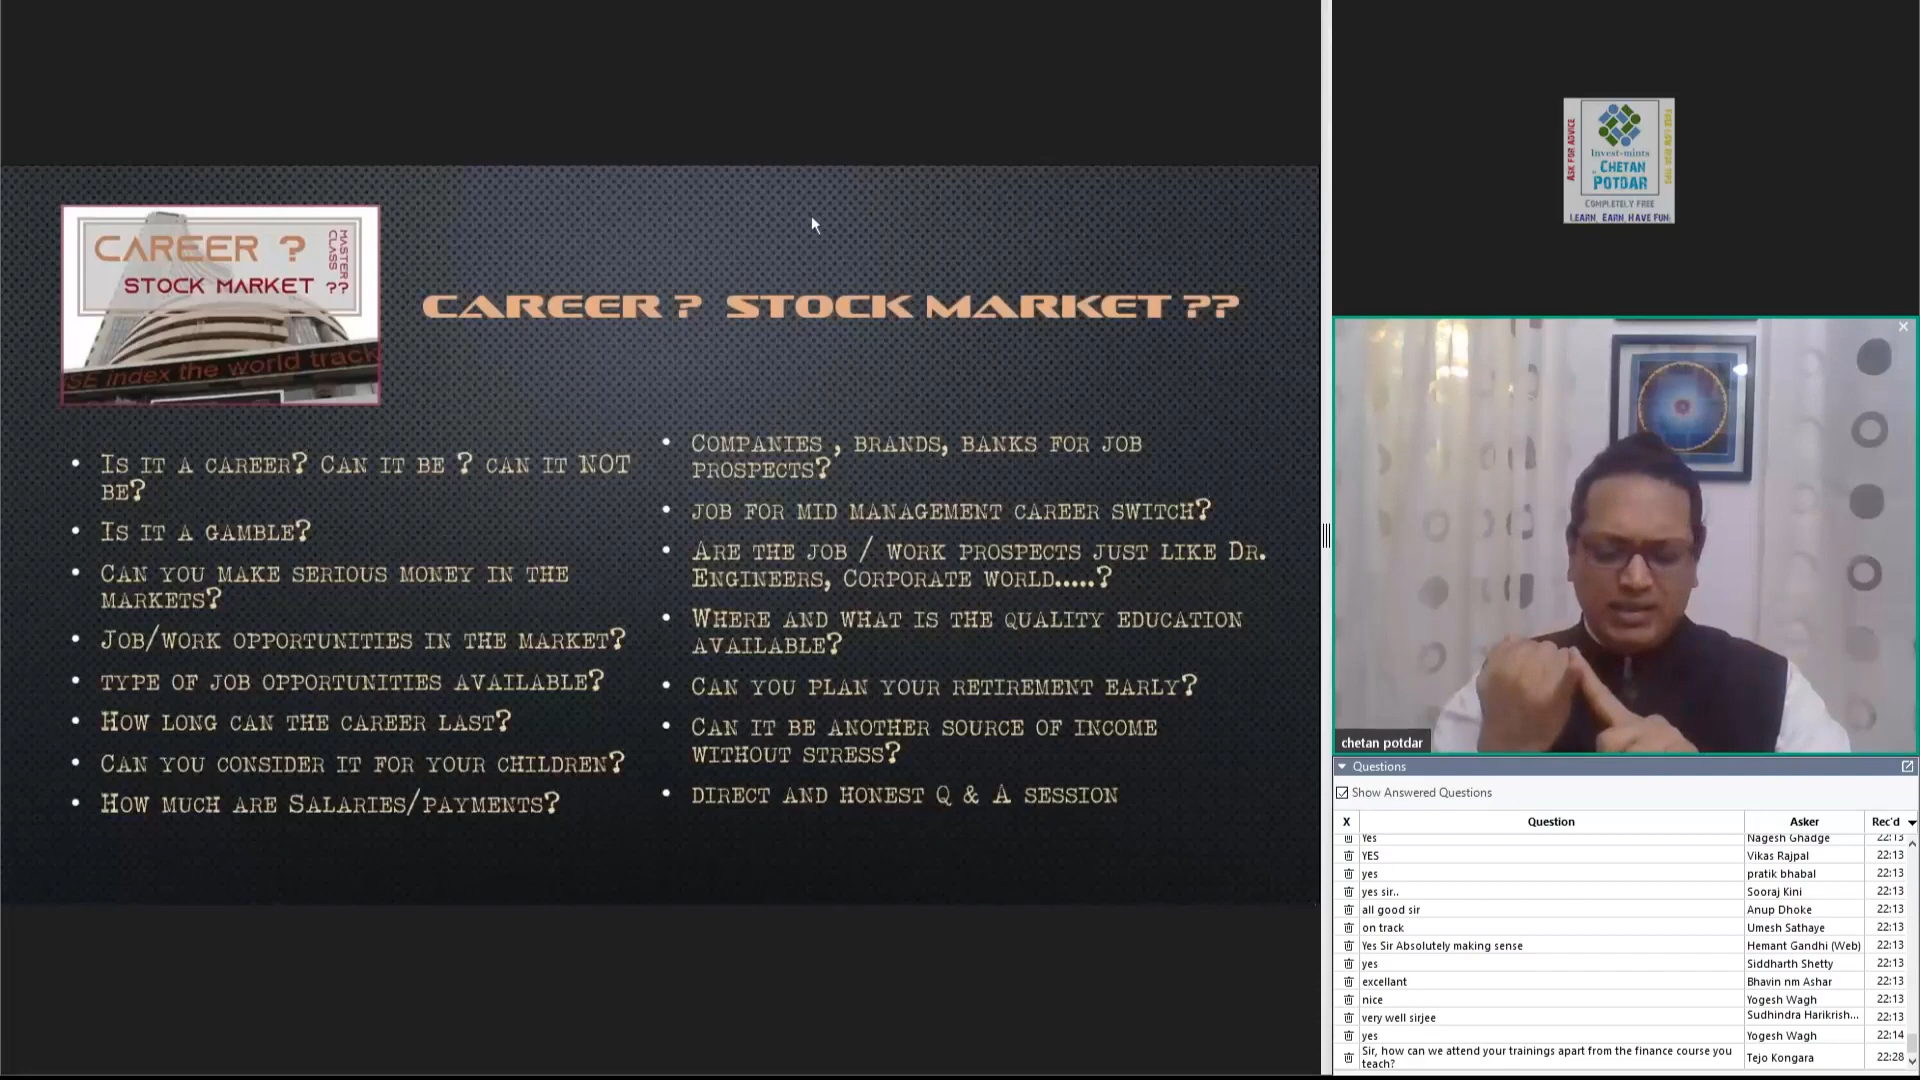 CAREER ?
STOCK MARKET ??
MASTER
CLASS
SE index the world track
CAREER ? STOCK MARKET ??
Is it a career? Can it be ? can it NOT
be?
Is it a gamble?
Can you make serious money in the
markets?
Job/work opportunities in the market?
type of job opportunities available?
How long can the career last?
Can you consider it for your children?
How much are Salaries/payments?
Companies , brands, banks for job
prospects?
job for mid management career switch?
Are the job / work prospects just like Dr.
Engineers, Corporate world.....?
Where and what is the quality education
available?
Can you plan your retirement early?
Can it be another source of income
without stress?
direct and honest Q & A session
ASK FOR ADVICE
Invest-mints
CHETAN
POTDAR
COMPLETELY FREE
LEARN, EARN, HAVE FUN
chetan potdar
Questions
Show Answered Questions
X Question Asker Rec'd
Yes Nagesh Ghadge 22:13
YES Vikas Rajpal 22:13
yes pratik bhabal 22:13
yes sir.. Sooraj Kini 22:13
all good sir Anup Dhoke 22:13
on track Umesh Sathaye 22:13
Yes Sir Absolutely making sense Hemant Gandhi (Web) 22:13
yes Siddharth Shetty 22:13
excellant Bhavin nm Ashar 22:13
nice Yogesh Wagh 22:13
very well sirjee Sudhindra Harikrish... 22:13
yes Yogesh Wagh 22:14
Sir, how can we attend your trainings apart from the finance course you
teach? Tejo Kongara 22:28